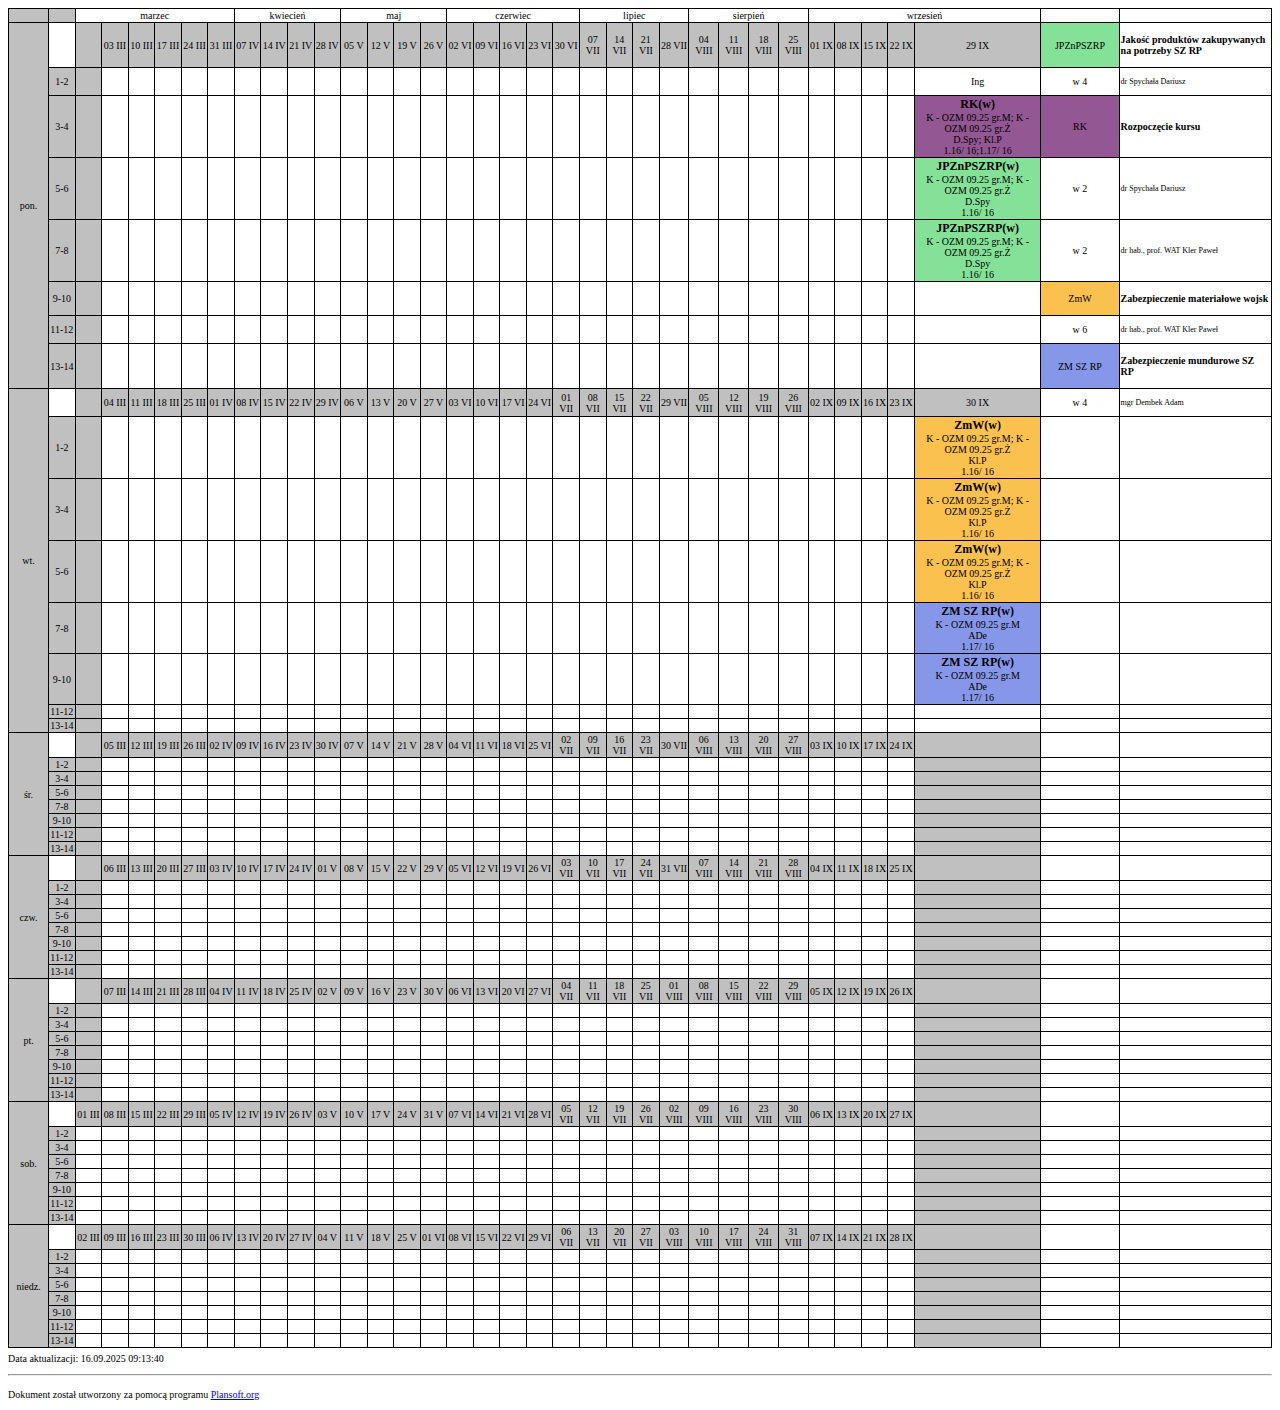 marzec kwiecień maj czerwiec lipiec sierpień wrzesień
pon. 03 III 10 III 17 III 24 III 31 III 07 IV 14 IV 21 IV 28 IV 05 V 12 V 19 V 26 V 02 VI 09 VI 16 VI 23 VI 30 VI 07 VII 14 VII 21 VII 28 VII 04 VIII 11 VIII 18 VIII 25 VIII 01 IX 08 IX 15 IX 22 IX 29 IX JPZnPSZRP Jakość produktów zakupywanych na potrzeby SZ RP
1-2 Ing w 4 dr Spychała Dariusz
3-4 RK(w)
K - OZM 09.25 gr.M; K -
OZM 09.25 gr.Ż
D.Spy; Kl.P
1.16/ 16;1.17/ 16
RK Rozpoczęcie kursu
5-6 JPZnPSZRP(w)
K - OZM 09.25 gr.M; K -
OZM 09.25 gr.Ż
D.Spy
1.16/ 16
w 2 dr Spychała Dariusz
7-8 JPZnPSZRP(w)
K - OZM 09.25 gr.M; K -
OZM 09.25 gr.Ż
D.Spy
1.16/ 16
w 2 dr hab., prof. WAT Kler Paweł
9-10 ZmW Zabezpieczenie materiałowe wojsk
11-12 w 6 dr hab., prof. WAT Kler Paweł
13-14 ZM SZ RP Zabezpieczenie mundurowe SZ RP
wt. 04 III 11 III 18 III 25 III 01 IV 08 IV 15 IV 22 IV 29 IV 06 V 13 V 20 V 27 V 03 VI 10 VI 17 VI 24 VI 01 VII 08 VII 15 VII 22 VII 29 VII 05 VIII 12 VIII 19 VIII 26 VIII 02 IX 09 IX 16 IX 23 IX 30 IX w 4 mgr Dembek Adam
1-2 ZmW(w)
K - OZM 09.25 gr.M; K -
OZM 09.25 gr.Ż
Kl.P
1.16/ 16
3-4 ZmW(w)
K - OZM 09.25 gr.M; K -
OZM 09.25 gr.Ż
Kl.P
1.16/ 16
5-6 ZmW(w)
K - OZM 09.25 gr.M; K -
OZM 09.25 gr.Ż
Kl.P
1.16/ 16
7-8 ZM SZ RP(w)
K - OZM 09.25 gr.M
ADe
1.17/ 16
9-10 ZM SZ RP(w)
K - OZM 09.25 gr.M
ADe
1.17/ 16
11-12
13-14
śr. 05 III 12 III 19 III 26 III 02 IV 09 IV 16 IV 23 IV 30 IV 07 V 14 V 21 V 28 V 04 VI 11 VI 18 VI 25 VI 02 VII 09 VII 16 VII 23 VII 30 VII 06 VIII 13 VIII 20 VIII 27 VIII 03 IX 10 IX 17 IX 24 IX
1-2
3-4
5-6
7-8
9-10
11-12
13-14
czw. 06 III 13 III 20 III 27 III 03 IV 10 IV 17 IV 24 IV 01 V 08 V 15 V 22 V 29 V 05 VI 12 VI 19 VI 26 VI 03 VII 10 VII 17 VII 24 VII 31 VII 07 VIII 14 VIII 21 VIII 28 VIII 04 IX 11 IX 18 IX 25 IX
1-2
3-4
5-6
7-8
9-10
11-12
13-14
pt. 07 III 14 III 21 III 28 III 04 IV 11 IV 18 IV 25 IV 02 V 09 V 16 V 23 V 30 V 06 VI 13 VI 20 VI 27 VI 04 VII 11 VII 18 VII 25 VII 01 VIII 08 VIII 15 VIII 22 VIII 29 VIII 05 IX 12 IX 19 IX 26 IX
1-2
3-4
5-6
7-8
9-10
11-12
13-14
sob. 01 III 08 III 15 III 22 III 29 III 05 IV 12 IV 19 IV 26 IV 03 V 10 V 17 V 24 V 31 V 07 VI 14 VI 21 VI 28 VI 05 VII 12 VII 19 VII 26 VII 02 VIII 09 VIII 16 VIII 23 VIII 30 VIII 06 IX 13 IX 20 IX 27 IX
1-2
3-4
5-6
7-8
9-10
11-12
13-14
niedz. 02 III 09 III 16 III 23 III 30 III 06 IV 13 IV 20 IV 27 IV 04 V 11 V 18 V 25 V 01 VI 08 VI 15 VI 22 VI 29 VI 06 VII 13 VII 20 VII 27 VII 03 VIII 10 VIII 17 VIII 24 VIII 31 VIII 07 IX 14 IX 21 IX 28 IX
1-2
3-4
5-6
7-8
9-10
11-12
13-14
Data aktualizacji: 16.09.2025 09:13:40
Dokument został utworzony za pomocą programu Plansoft.org